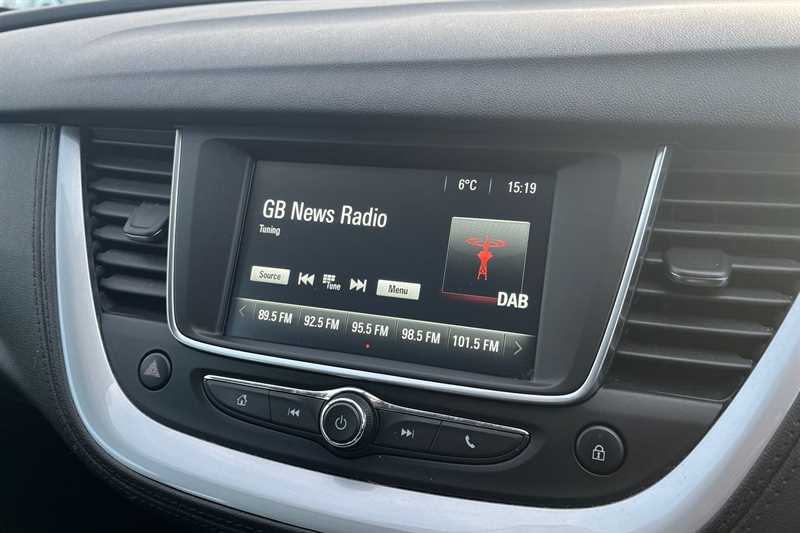 6°C 15:19
GB News Radio
Tuning
Source Tune Menu
DAB
89.5 FM 92.5 FM 95.5 FM 98.5 FM 101.5 FM